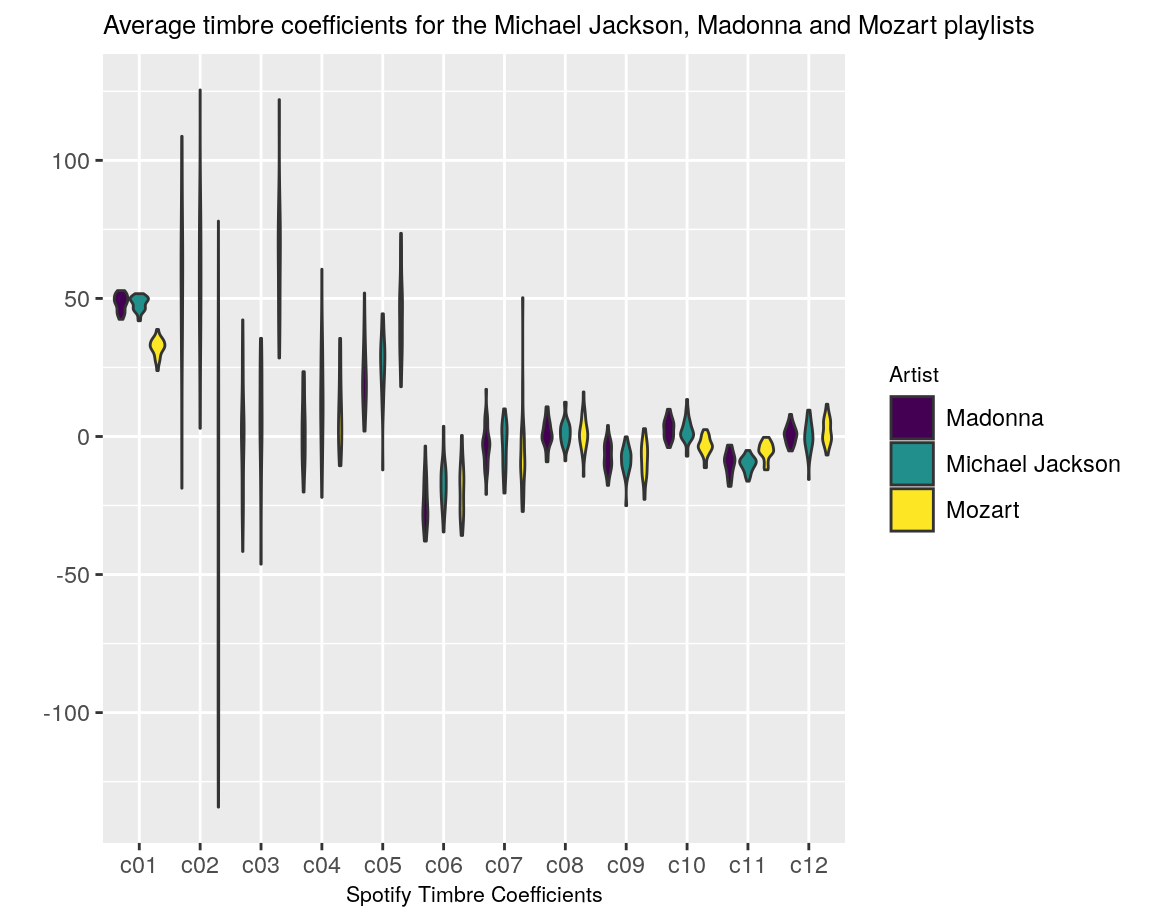 Average timbre coefficients for the Michael Jackson, Madonna and Mozart playlists
100
50
0
-50
-100
c01 c02 c03 c04 c05 c06 c07 c08 c09 c10 c11 c12
Spotify Timbre Coefficients
Artist
Madonna
Michael Jackson
Mozart